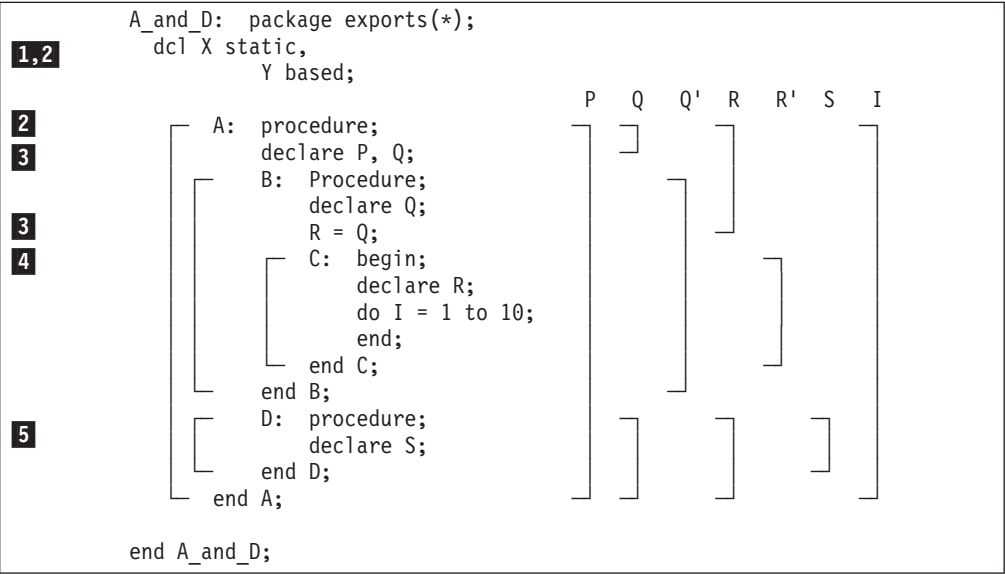 A_and_D: package exports(*);
1,2 dcl X static,
Y based;
P Q Q' R R' S I
2 A: procedure;
3 declare P, Q;
B: Procedure;
declare Q;
3 R = Q;
4 C: begin;
declare R;
do I = 1 to 10;
end;
end C;
end B;
5 D: procedure;
declare S;
end D;
end A;
end A_and_D;